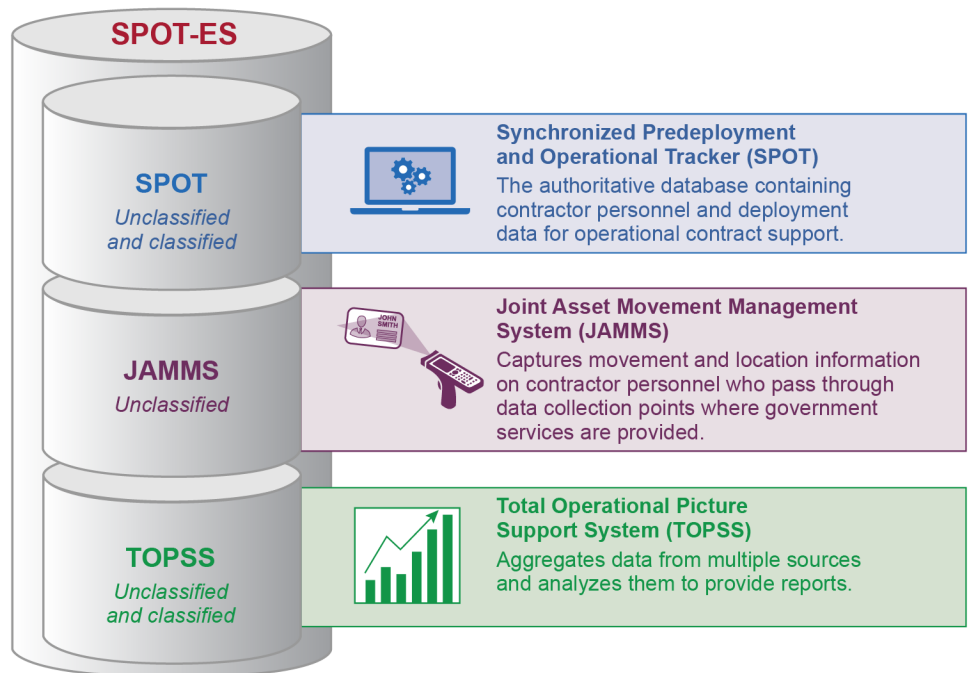 SPOT-ES
SPOT
Unclassified
and classified
Synchronized Predeployment
and Operational Tracker (SPOT)
The authoritative database containing
contractor personnel and deployment
data for operational contract support.
JAMMS
Unclassified
JOHN
SMITH
Joint Asset Movement Management
System (JAMMS)
Captures movement and location information
on contractor personnel who pass through
data collection points where government
services are provided.
TOPSS
Unclassified
and classified
Total Operational Picture
Support System (TOPSS)
Aggregates data from multiple sources
and analyzes them to provide reports.